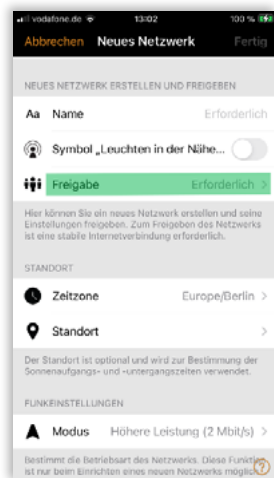 vodafone.de 13:02 100 %
Abbrechen Neues Netzwerk Fertig
NEUES NETZWERK ERSTELLEN UND FREIGEBEN
Aa Name Erforderlich
Symbol „Leuchten in der Nähe...
Freigabe Erforderlich >
Hier können Sie ein neues Netzwerk erstellen und seine
Einstellungen freigeben. Zum Freigeben des Netzwerks
ist eine stabile Internetverbindung erforderlich.
STANDORT
Zeitzone Europe/Berlin >
Standort >
Der Standort ist optional und wird zur Bestimmung der
Sonnenaufgangs- und -untergangszeiten verwendet.
FUNKEINSTELLUNGEN
Modus Höhere Leistung (2 Mbit/s) >
Bestimmt die Betriebsart des Netzwerks. Diese Funktion
ist nur beim Einrichten eines neuen Netzwerks möglich
?